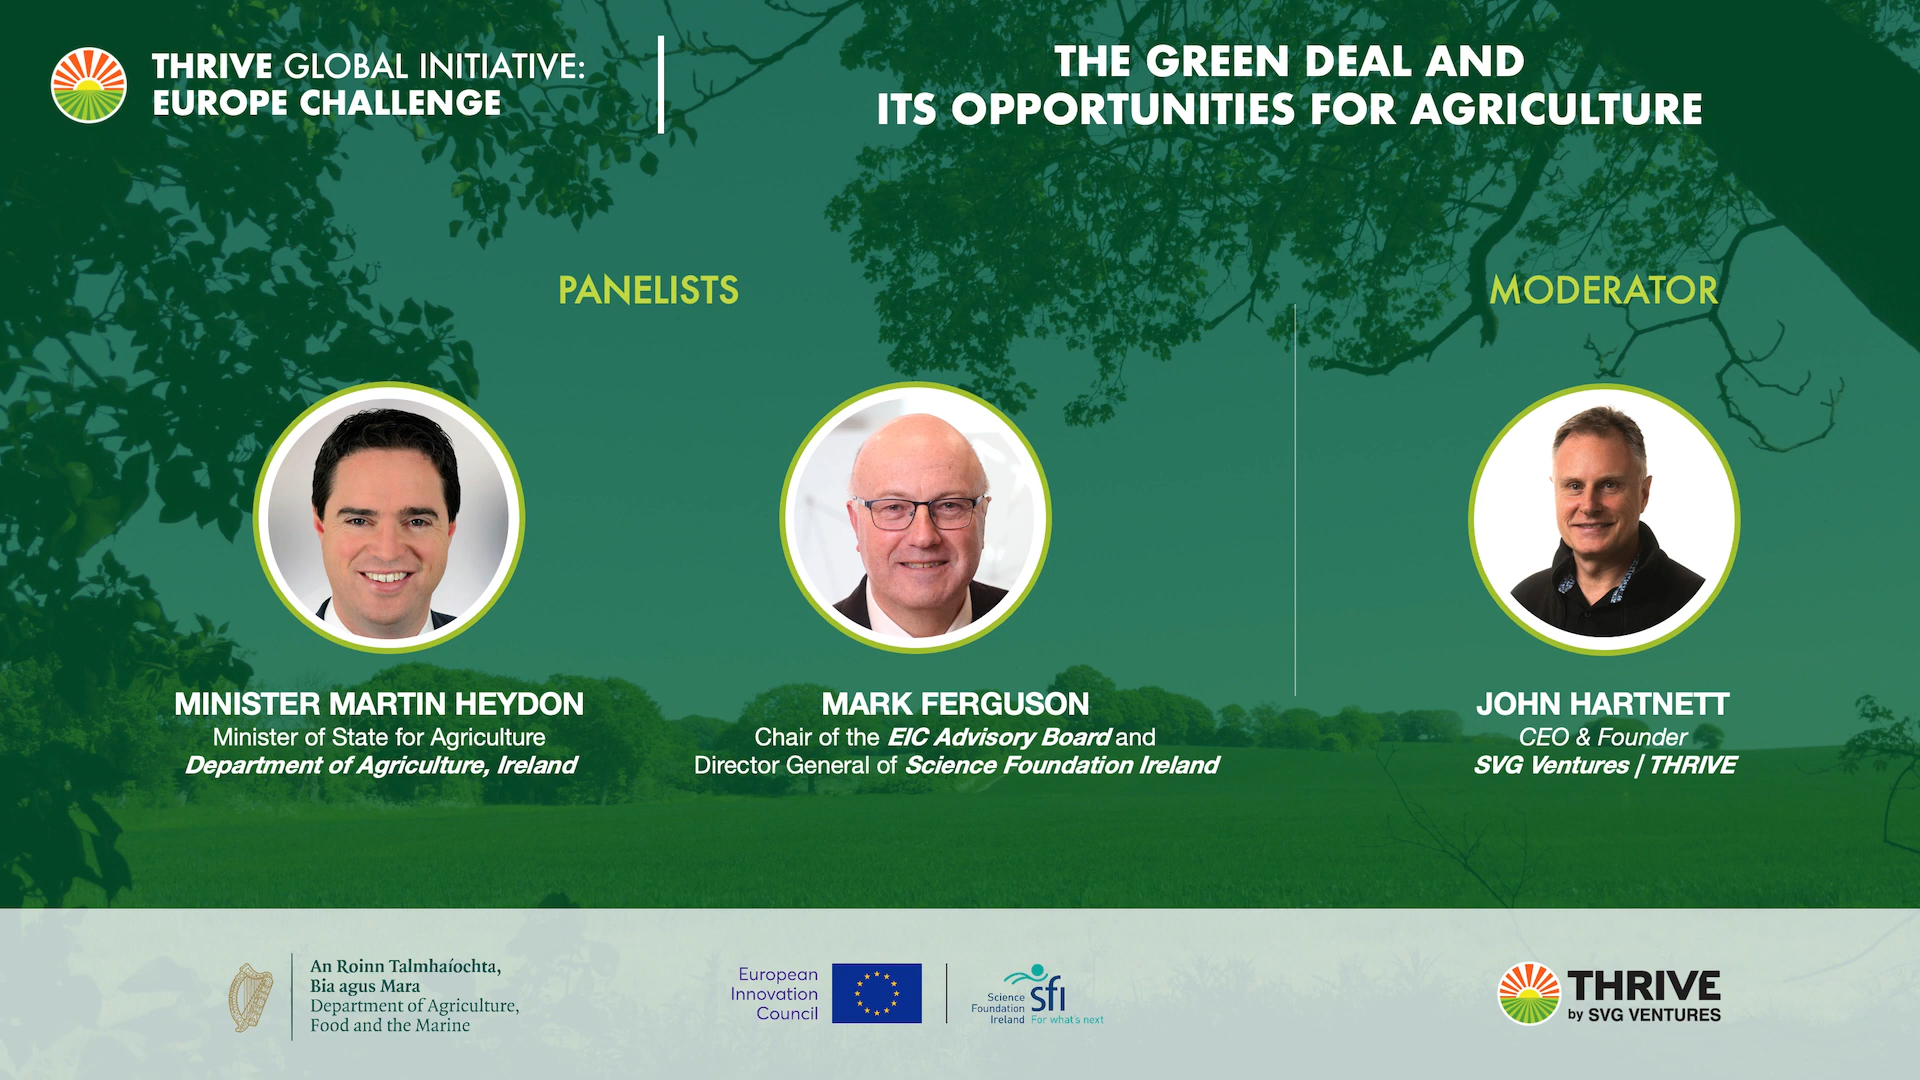 THRIVE GLOBAL INITIATIVE:
EUROPE CHALLENGE
THE GREEN DEAL AND
ITS OPPORTUNITIES FOR AGRICULTURE
PANELISTS
MODERATOR
MINISTER MARTIN HEYDON
Minister of State for Agriculture
Department of Agriculture, Ireland
MARK FERGUSON
Chair of the EIC Advisory Board and
Director General of Science Foundation Ireland
JOHN HARTNETT
CEO & Founder
SVG Ventures | THRIVE
An Roinn Talmhaíochta,
Bia agus Mara
Department of Agriculture,
Food and the Marine
European
Innovation
Council
Science
Foundation
Ireland
sfi
For what's next
THRIVE
by SVG VENTURES